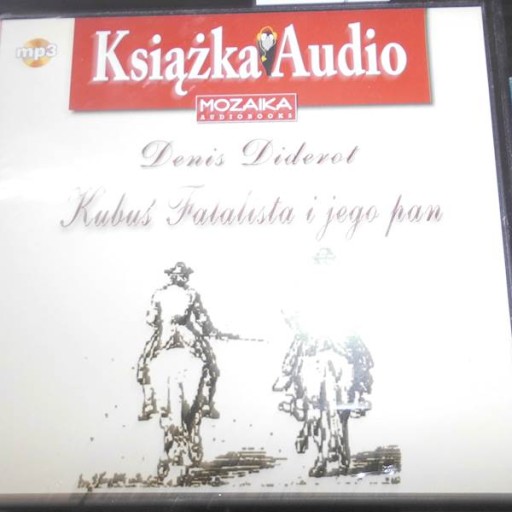 mp3
Książka Audio
MOZAIKA
AUDIOBOOKS
Denis Diderot
Kubuś Fatalista i jego pan